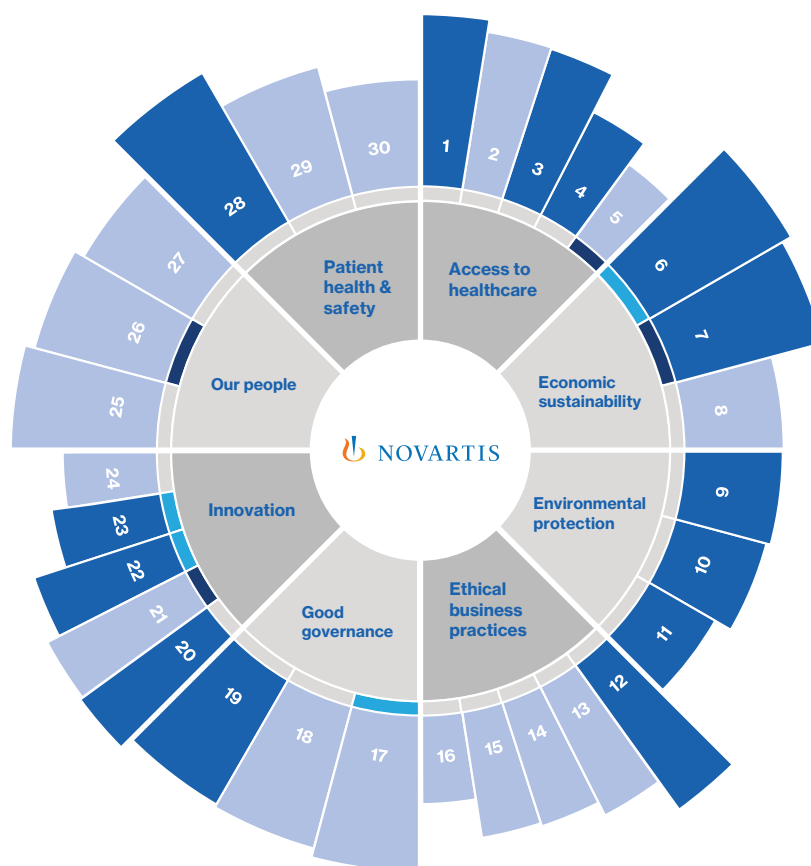 1
2
3
4
5
6
7
8
9
10
11
12
13
14
15
16
17
18
19
20
21
22
23
24
25
26
27
28
29
30
Patient
health &
safety
Access to
healthcare
Our people
Economic
sustainability
NOVARTIS
Innovation
Environmental
protection
Good
governance
Ethical
business
practices